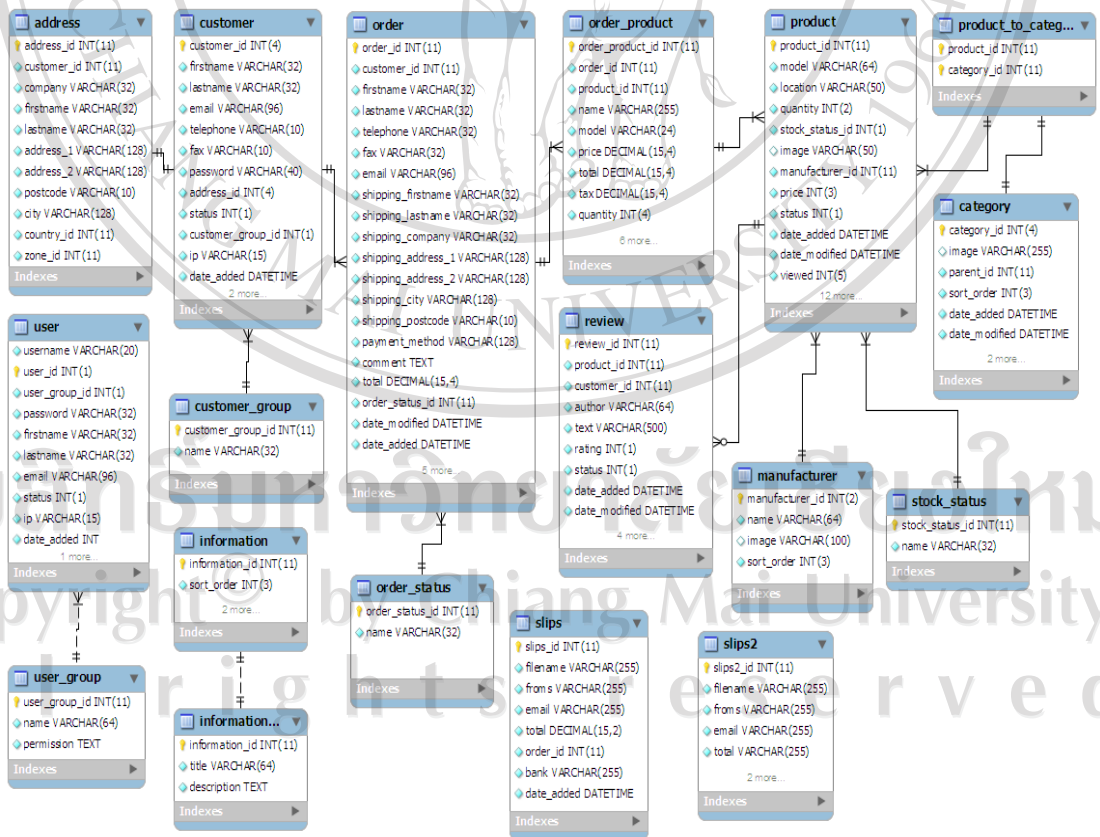 address
address_id INT(11)
customer_id INT(11)
company VARCHAR(32)
firstname VARCHAR(32)
lastname VARCHAR(32)
address_1 VARCHAR(128)
address_2 VARCHAR(128)
postcode VARCHAR(10)
city VARCHAR(128)
country_id INT(11)
zone_id INT(11)
Indexes
customer
customer_id INT(4)
firstname VARCHAR(32)
lastname VARCHAR(32)
email VARCHAR(96)
telephone VARCHAR(10)
fax VARCHAR(10)
password VARCHAR(40)
address_id INT(4)
status INT(1)
customer_group_id INT(1)
ip VARCHAR(15)
date_added DATETIME
2 more...
Indexes
order
order_id INT(11)
customer_id INT(11)
firstname VARCHAR(32)
lastname VARCHAR(32)
telephone VARCHAR(32)
fax VARCHAR(32)
email VARCHAR(96)
shipping_firstname VARCHAR(32)
shipping_lastname VARCHAR(32)
shipping_company VARCHAR(32)
shipping_address_1 VARCHAR(128)
shipping_address_2 VARCHAR(128)
shipping_city VARCHAR(128)
shipping_postcode VARCHAR(10)
payment_method VARCHAR(128)
comment TEXT
total DECIMAL(15,4)
order_status_id INT(11)
date_modified DATETIME
date_added DATETIME
5 more...
Indexes
order_product
order_product_id INT(11)
order_id INT(11)
product_id INT(11)
name VARCHAR(255)
model VARCHAR(24)
price DECIMAL(15,4)
total DECIMAL(15,4)
tax DECIMAL(15,4)
quantity INT(4)
6 more...
Indexes
product
product_id INT(11)
model VARCHAR(64)
location VARCHAR(50)
quantity INT(2)
stock_status_id INT(1)
image VARCHAR(50)
manufacturer_id INT(11)
price INT(3)
status INT(1)
date_added DATETIME
date_modified DATETIME
viewed INT(5)
12 more...
Indexes
product_to_categ...
product_id INT(11)
category_id INT(11)
Indexes
category
category_id INT(4)
image VARCHAR(255)
parent_id INT(11)
sort_order INT(3)
date_added DATETIME
date_modified DATETIME
2 more...
Indexes
user
username VARCHAR(20)
user_id INT(1)
user_group_id INT(1)
password VARCHAR(32)
firstname VARCHAR(32)
lastname VARCHAR(32)
email VARCHAR(96)
status INT(1)
ip VARCHAR(15)
date_added INT
1 more...
Indexes
customer_group
customer_group_id INT(11)
name VARCHAR(32)
Indexes
review
review_id INT(11)
product_id INT(11)
customer_id INT(11)
author VARCHAR(64)
text VARCHAR(500)
rating INT(1)
status INT(1)
date_added DATETIME
date_modified DATETIME
4 more...
Indexes
manufacturer
manufacturer_id INT(2)
name VARCHAR(64)
image VARCHAR(100)
sort_order INT(3)
Indexes
stock_status
stock_status_id INT(11)
name VARCHAR(32)
Indexes
information
information_id INT(11)
sort_order INT(3)
2 more...
Indexes
order_status
order_status_id INT(11)
name VARCHAR(32)
Indexes
slips
slips_id INT(11)
filename VARCHAR(255)
froms VARCHAR(255)
email VARCHAR(255)
total DECIMAL(15,2)
order_id INT(11)
bank VARCHAR(255)
date_added DATETIME
Indexes
slips2
slips2_id INT(11)
filename VARCHAR(255)
froms VARCHAR(255)
email VARCHAR(255)
total VARCHAR(255)
2 more...
Indexes
user_group
user_group_id INT(11)
name VARCHAR(64)
permission TEXT
Indexes
information...
information_id INT(11)
title VARCHAR(64)
description TEXT
Indexes
by Chiang Mai University
rights reserved